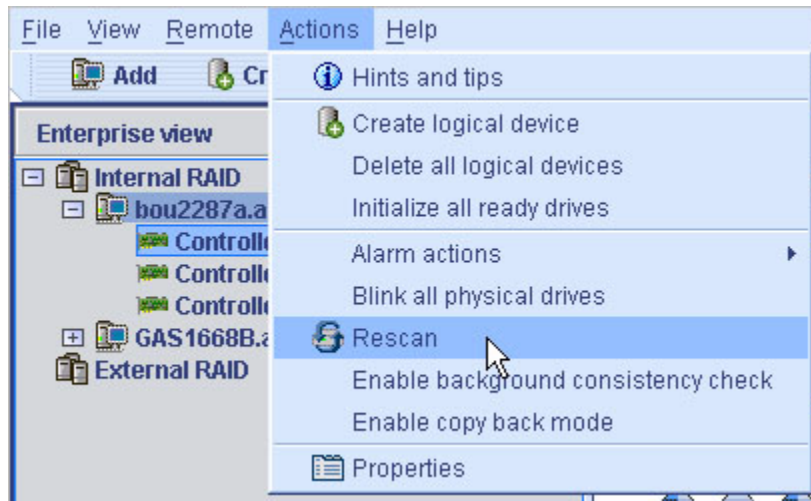 File View Remote Actions Help
Add
Hints and tips
Create logical device
Enterprise view
Delete all logical devices
Internal RAID
Initialize all ready drives
Alarm actions
Blink all physical drives
Rescan
External RAID
Enable background consistency check
Enable copy back mode
Properties